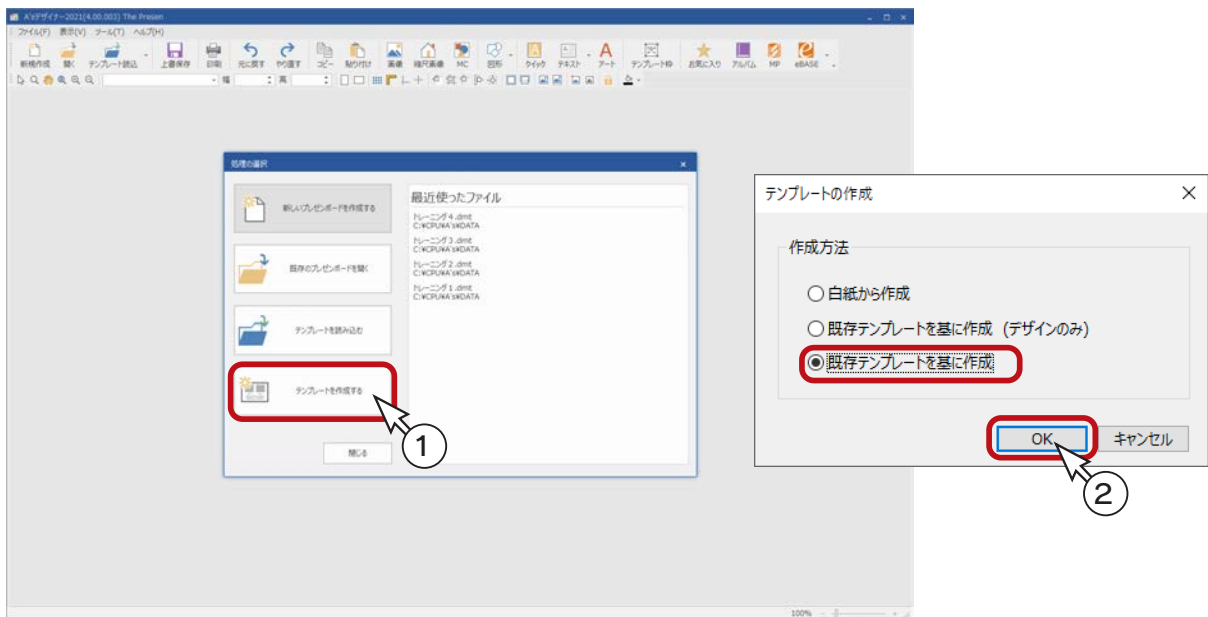 A'sデザイナー2021(4.00.003) The Presen
ファイル(F) 表示(V) ツール(T) ヘルプ(H)
新規作成 開く テンプレート読込 上書保存 印刷 元に戻す やり直す コピー 貼り付け 画像 縮尺画像 MC 図形 クイック テキスト アート テンプレート枠 お気に入り アルバム MP eBASE
幅 高
処理の選択
新しいプレゼンボードを作成する
既存のプレゼンボードを開く
テンプレートを読み込む
テンプレートを作成する
閉じる
最近使ったファイル
トレーニング4.dmt
C:¥CPU¥A's¥DATA
トレーニング3.dmt
C:¥CPU¥A's¥DATA
トレーニング2.dmt
C:¥CPU¥A's¥DATA
トレーニング1.dmt
C:¥CPU¥A's¥DATA
1
100%
テンプレートの作成
作成方法
白紙から作成
既存テンプレートを基に作成 (デザインのみ)
既存テンプレートを基に作成
OK キャンセル
2